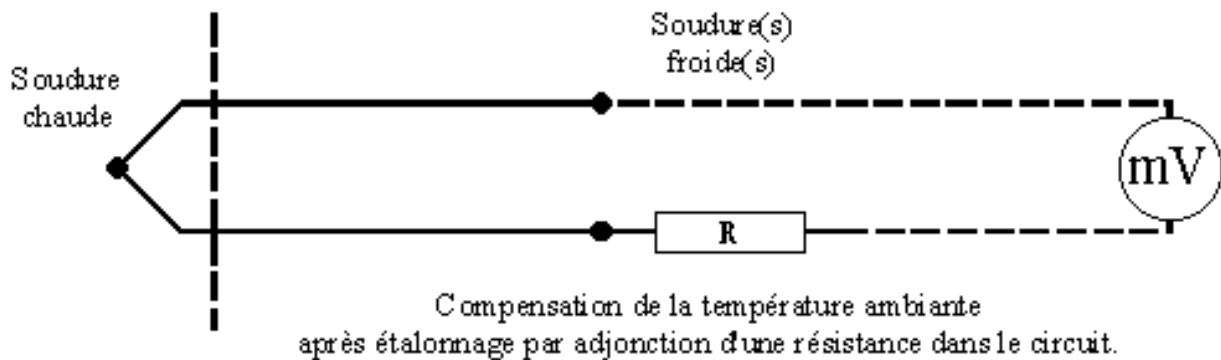 Soudure(s)
froide(s)
Soudure
chaude
mV
R
Compensation de la température ambiante
après étalonnage par adjonction d'une résistance dans le circuit.